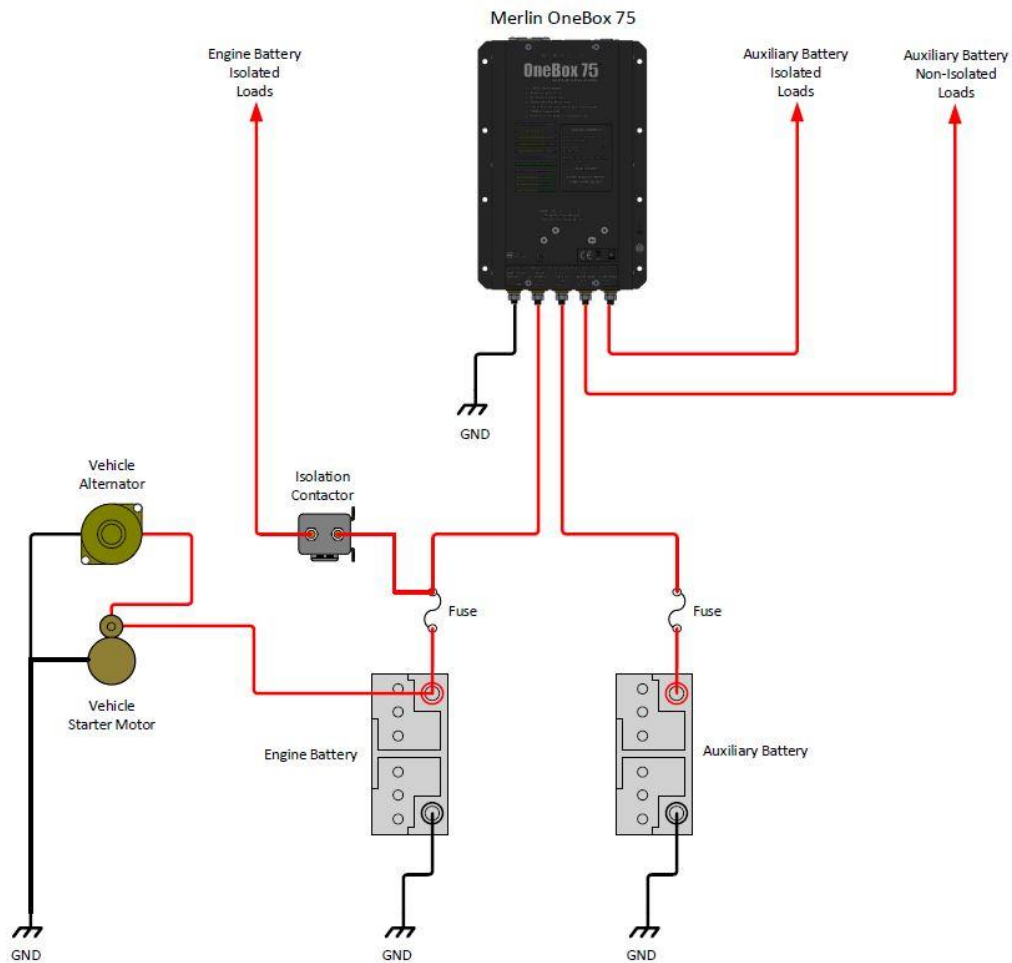 Merlin OneBox 75
Engine Battery
Isolated
Loads
OneBox 75
Auxiliary Battery
Isolated
Loads
Auxiliary Battery
Non-Isolated
Loads
GND
Vehicle
Alternator
Isolation
Contactor
Fuse
Fuse
Vehicle
Starter Motor
Engine Battery
Auxiliary Battery
GND
GND
GND